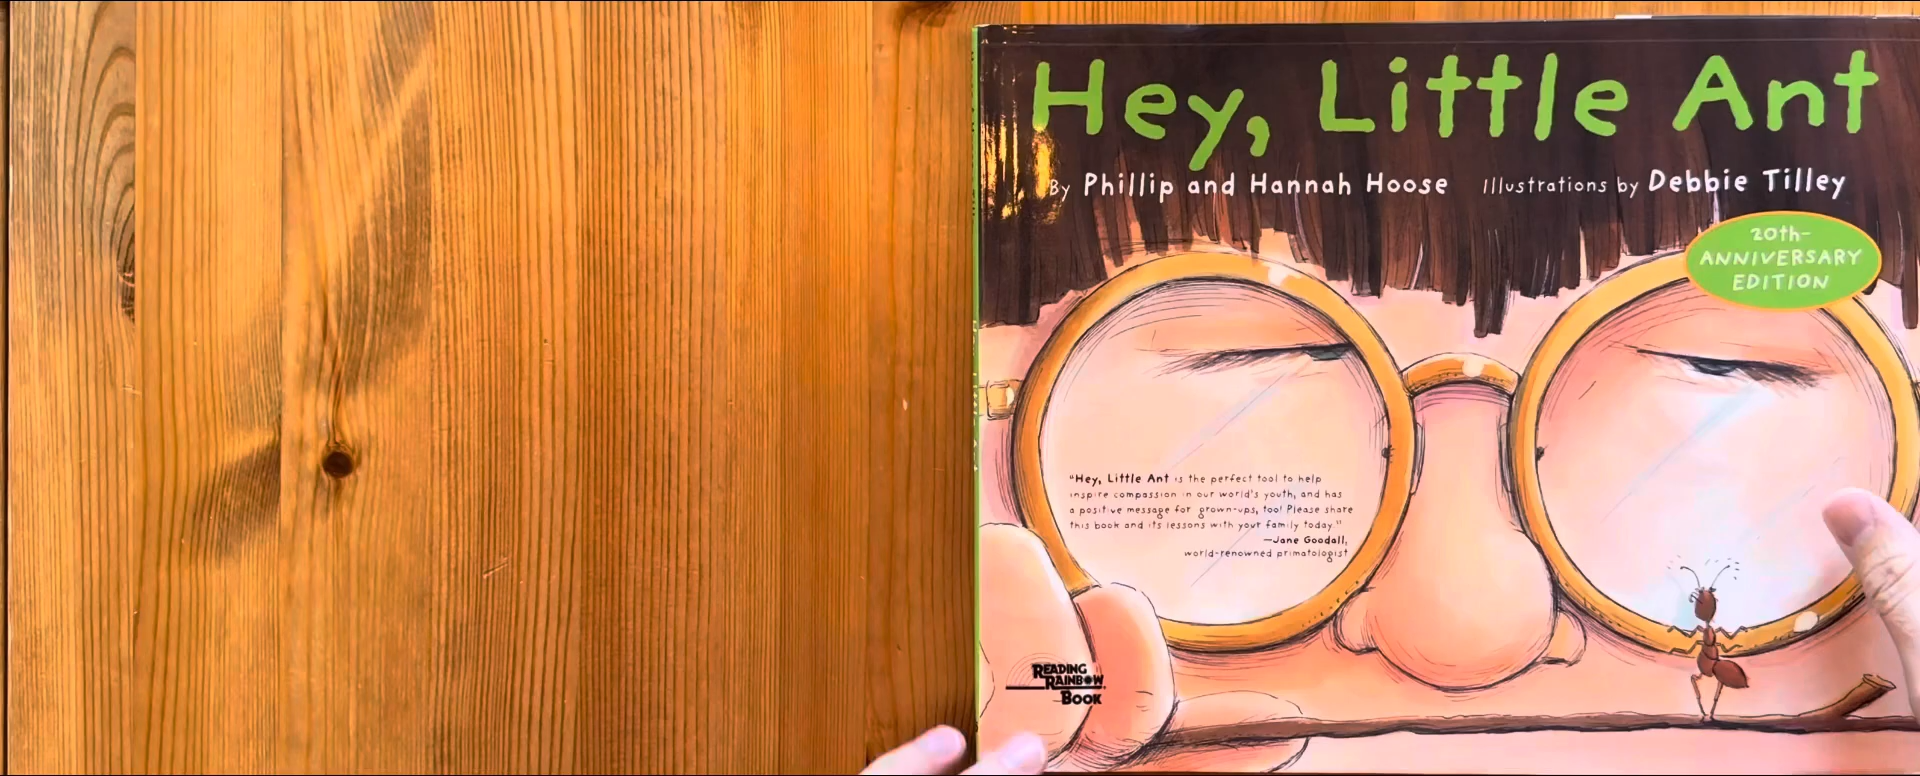 Hey, Little Ant
By Phillip and Hannah Hoose Illustrations by Debbie Tilley
20th-
ANNIVERSARY
EDITION
"Hey, Little Ant is the perfect tool to help
inspire compassion in our world's youth, and has
a positive message for grown-ups, too! Please share
this book and its lessons with your family today."
—Jane Goodall,
world-renowned primatologist
READING
RAINBOW
BOOK